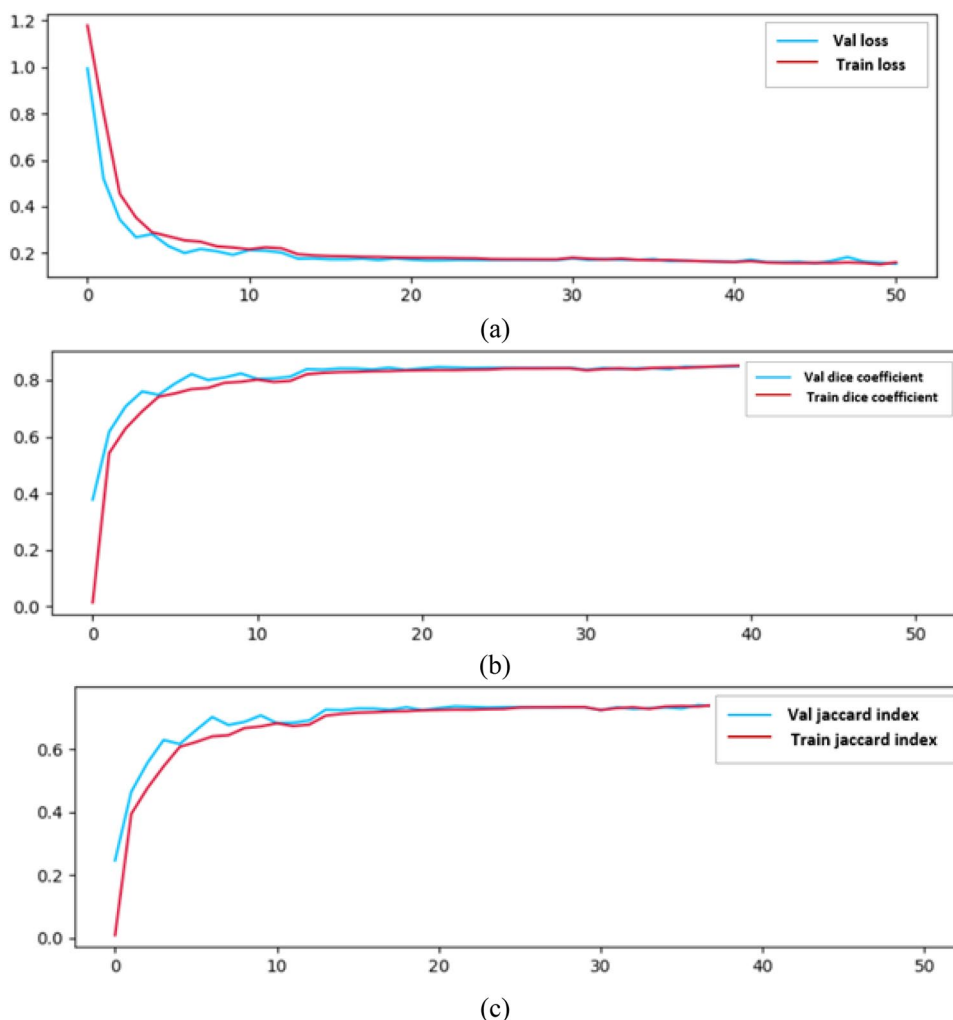 1.2
1.0
0.8
0.6
0.4
0.2
Val loss
Train loss
0 10 20 30 40 50
(a)
0.8
0.6
0.4
0.2
0.0
Val dice coefficient
Train dice coefficient
0 10 20 30 40 50
(b)
0.6
0.4
0.2
0.0
Val jaccard index
Train jaccard index
0 10 20 30 40 50
(c)